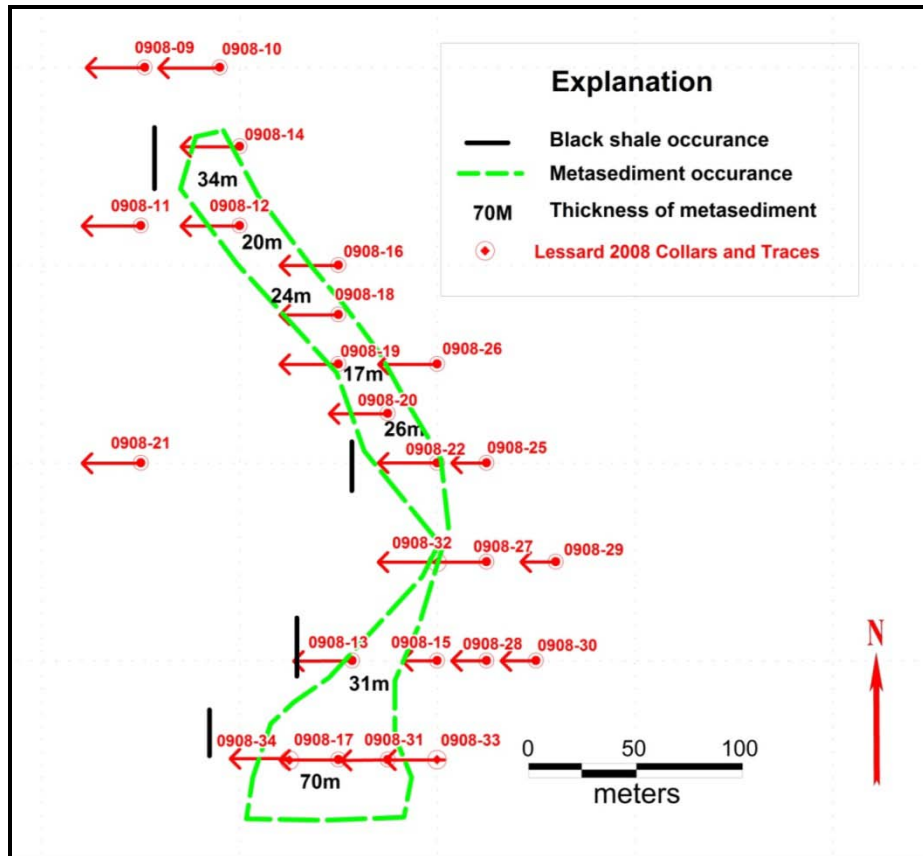 0908-09
0908-10
Explanation
Black shale occurance
Metasediment occurance
70M Thickness of metasediment
Lessard 2008 Collars and Traces
0908-14
34m
0908-11
0908-12
20m
0908-16
24m
0908-18
0908-19
0908-26
17m
0908-20
26m
0908-21
0908-22
0908-25
0908-32
0908-27
0908-29
0908-13
0908-15
0908-28
0908-30
31m
N
0908-34
0908-17
0908-31
0908-33
70m
0 50 100
meters